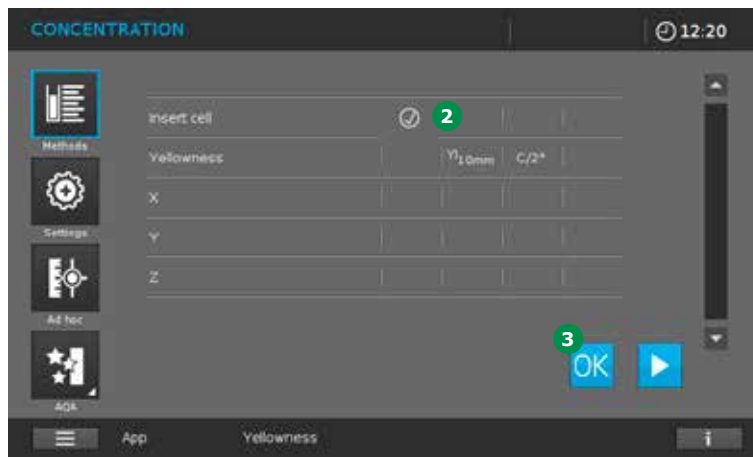 CONCENTRATION 12:20
Methods
Settings
Ad hoc
AQA
Insert cell 2
Yellowness YI10mm C/2°
X
Y
Z
3
OK
App Yellowness i